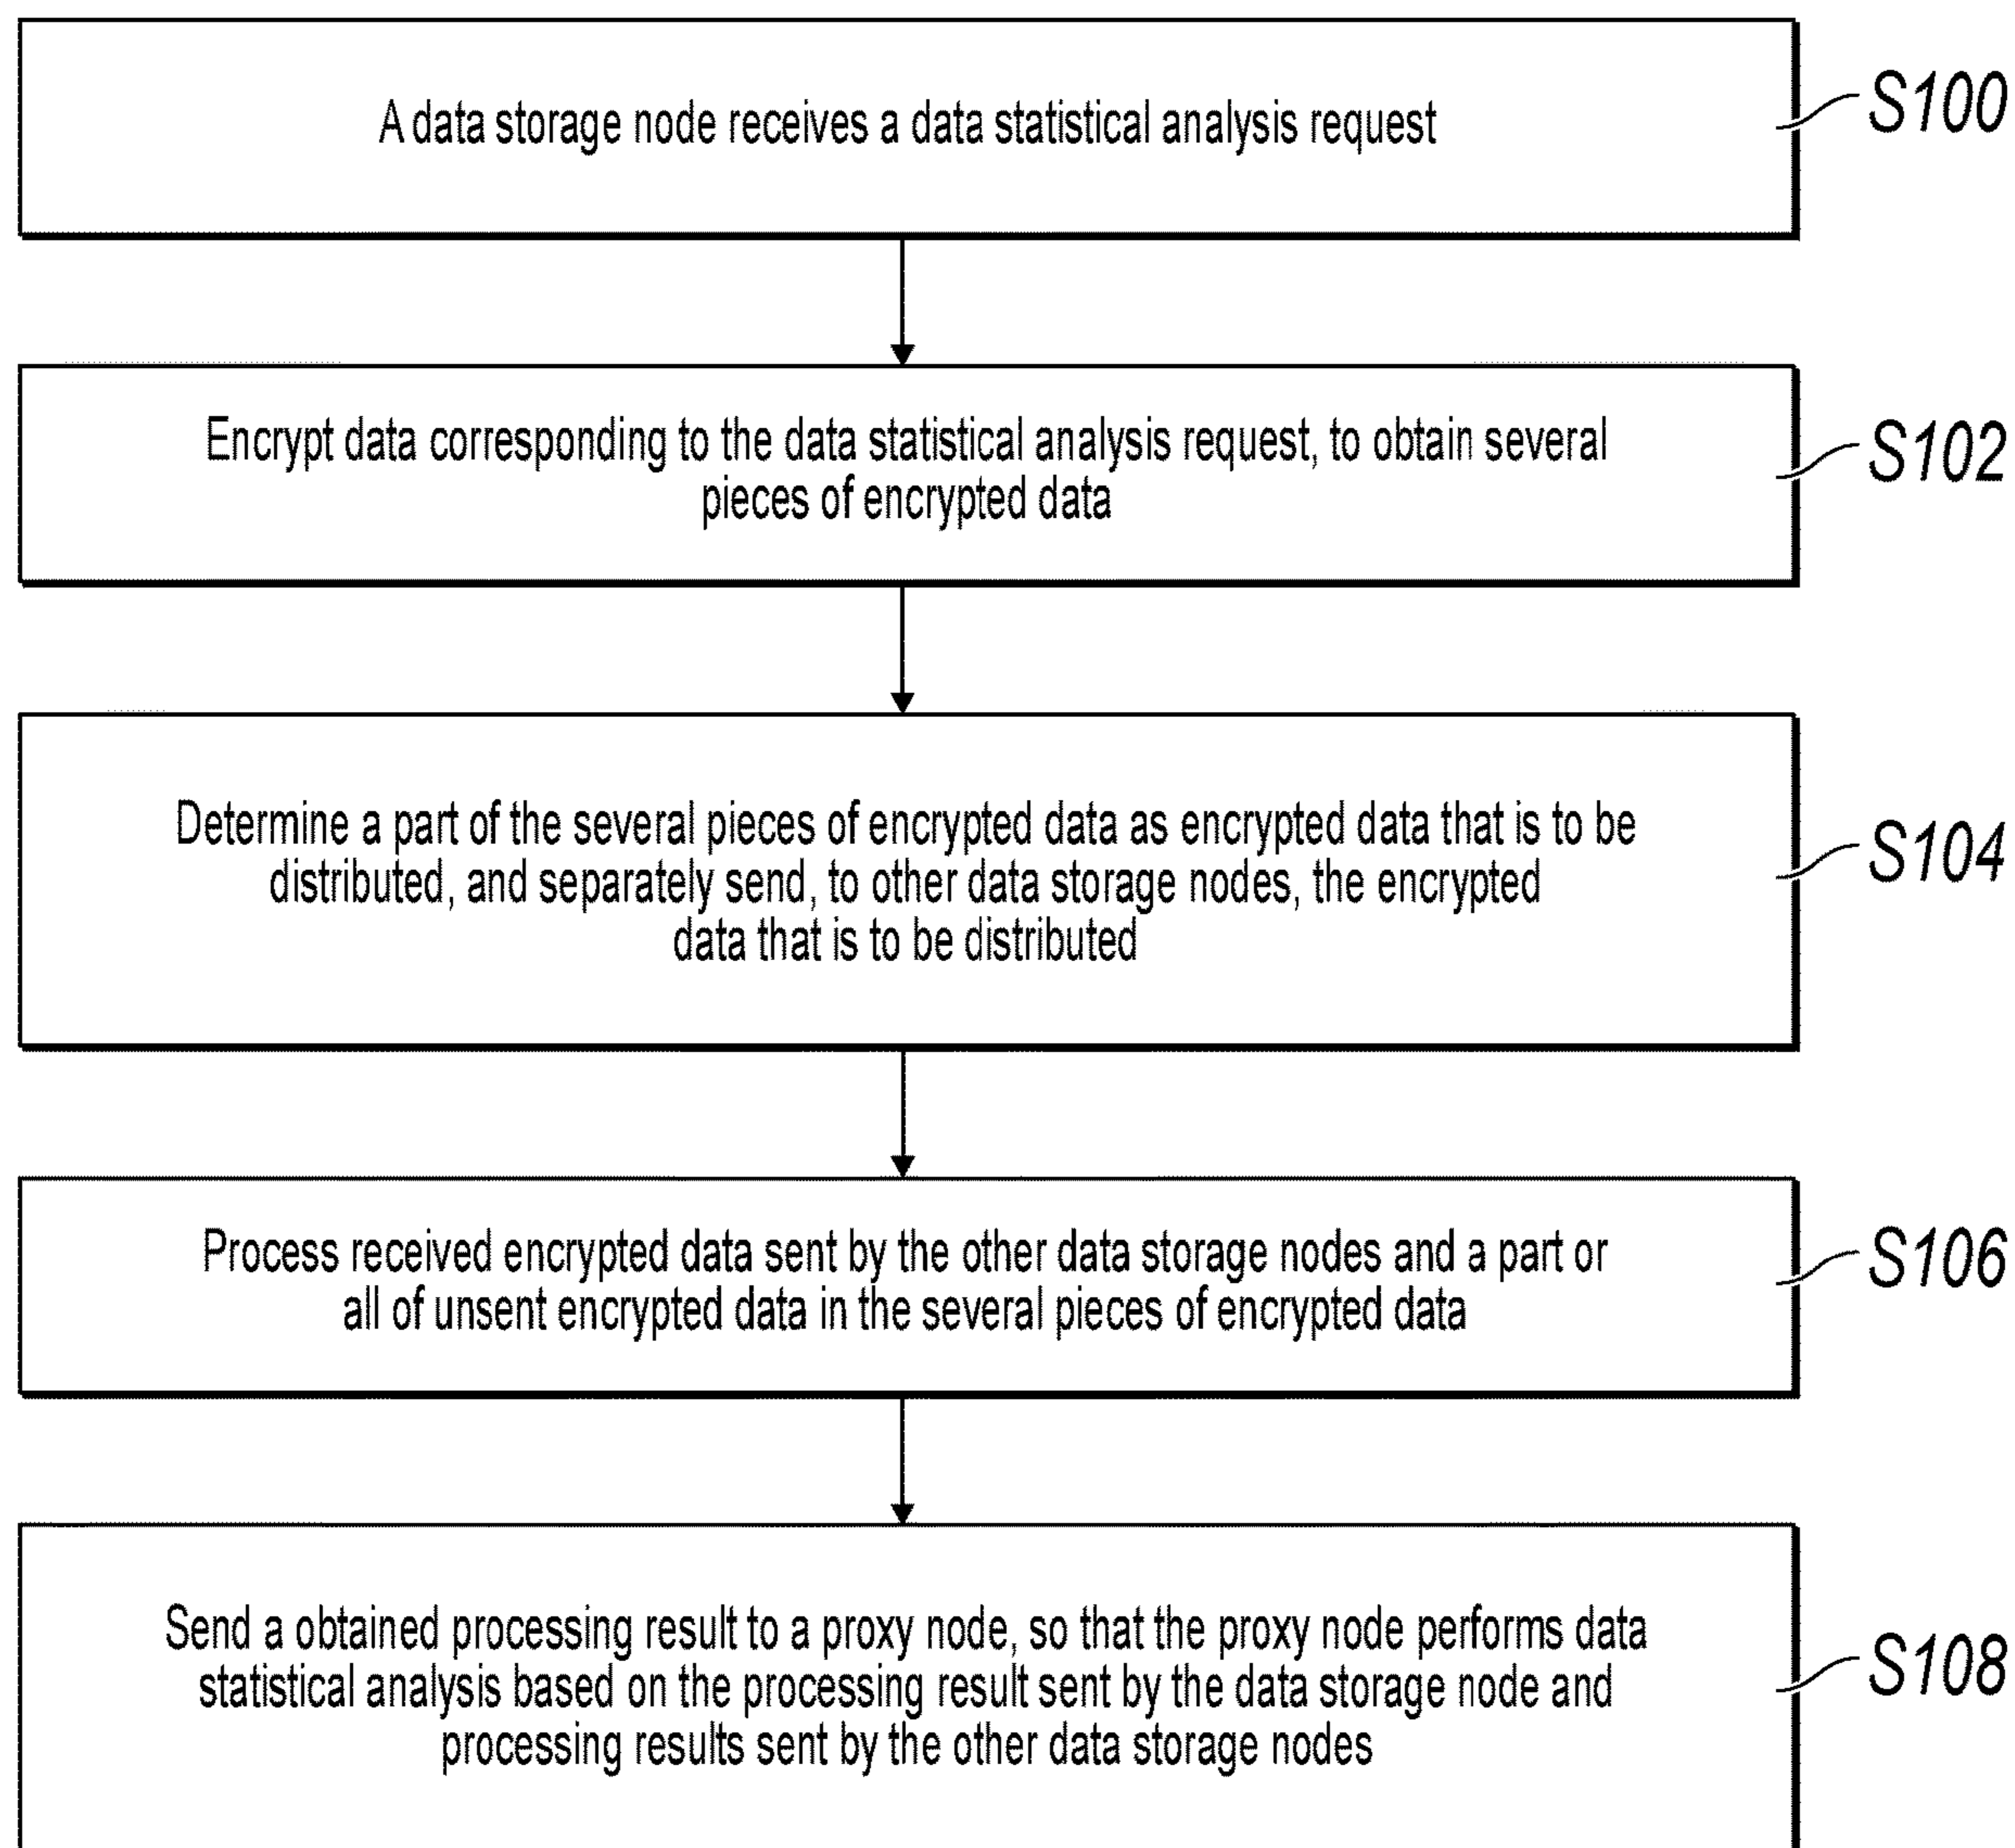 A data storage node receives a data statistical analysis request
S100
Encrypt data corresponding to the data statistical analysis request, to obtain several
pieces of encrypted data
S102
Determine a part of the several pieces of encrypted data as encrypted data that is to be
distributed, and separately send, to other data storage nodes, the encrypted
data that is to be distributed
S104
Process received encrypted data sent by the other data storage nodes and a part or
all of unsent encrypted data in the several pieces of encrypted data
S106
Send a obtained processing result to a proxy node, so that the proxy node performs data
statistical analysis based on the processing result sent by the data storage node and
processing results sent by the other data storage nodes
S108